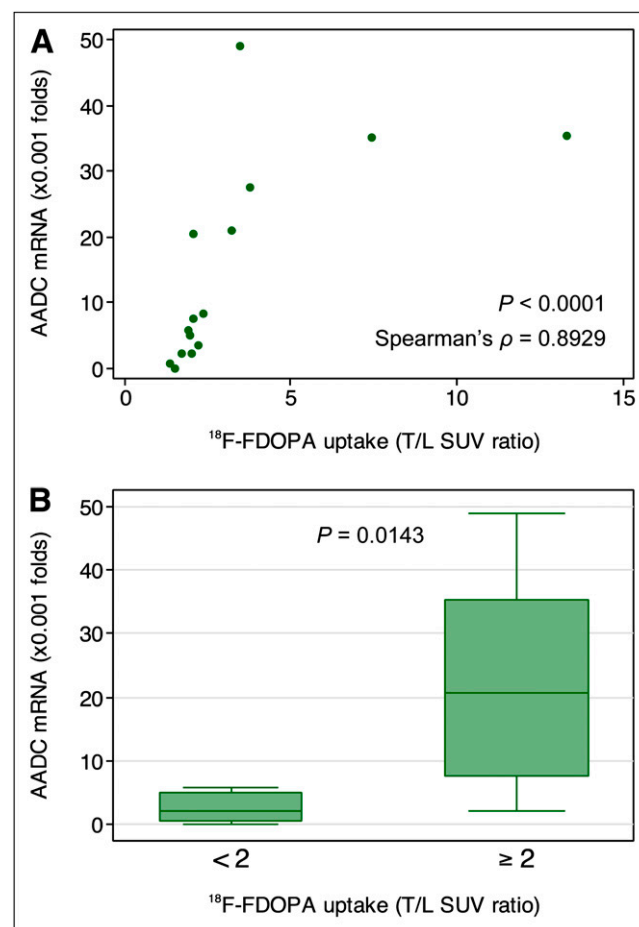 A
50
40
30
20
10
0
AADC mRNA (x0.001 folds)
P < 0.0001
Spearman's ρ = 0.8929
0 5 10 15
¹⁸F-FDOPA uptake (T/L SUV ratio)
B
50
40
30
20
10
0
AADC mRNA (x0.001 folds)
P = 0.0143
< 2 ≥ 2
¹⁸F-FDOPA uptake (T/L SUV ratio)